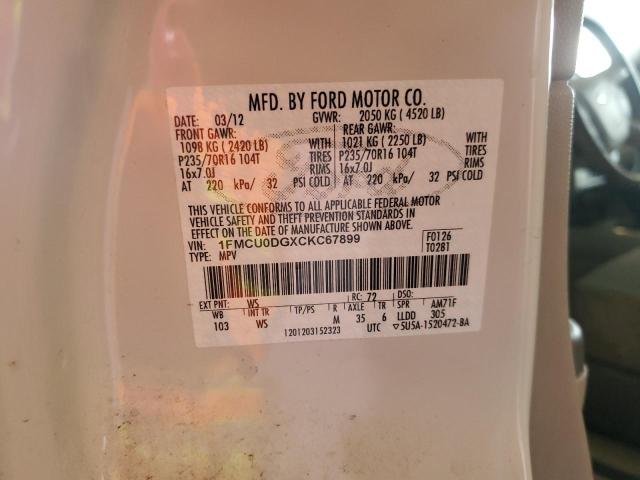 MFD. BY FORD MOTOR CO.
DATE: 03/12 GVWR: 2050 KG ( 4520 LB)
FRONT GAWR: REAR GAWR:
1098 KG ( 2420 LB) WITH 1021 KG ( 2250 LB) WITH
P235/70R16 104T TIRES P235/70R16 104T TIRES
16x7.0J RIMS 16x7.0J RIMS
AT 220 kPa/ 32 PSI COLD AT 220 kPa/ 32 PSI COLD
THIS VEHICLE CONFORMS TO ALL APPLICABLE FEDERAL MOTOR
VEHICLE SAFETY AND THEFT PREVENTION STANDARDS IN
EFFECT ON THE DATE OF MANUFACTURE SHOWN ABOVE.
VIN: 1FMCU0DGXCKC67899 F0126
TYPE: MPV T0281
EXT PNT: WS RC: 72 DSO:
WB INT TR TP/PS R AXLE TR SPR AM71F
103 WS M 35 6 LLDD 305
1201203152323 UTC ▽5U5A-1520472-BA